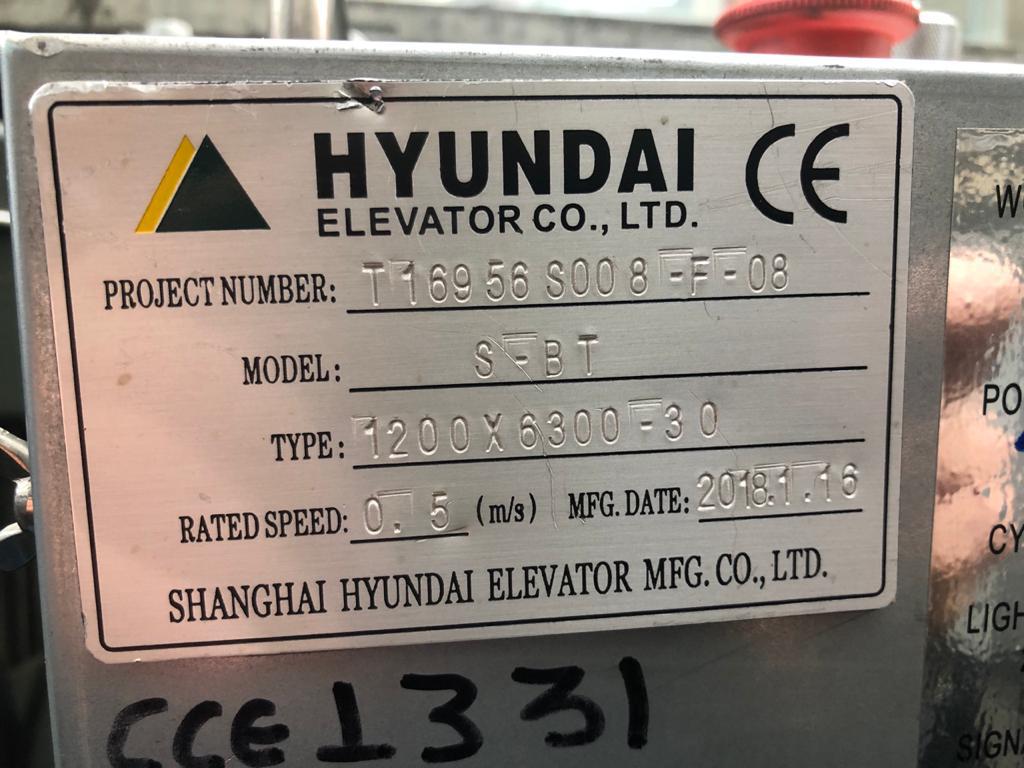 HYUNDAI CE
ELEVATOR CO., LTD.
PROJECT NUMBER: T16956S008-F-08
MODEL: S-BT
TYPE: 1200X6300-30
RATED SPEED: 0.5 (m/s) MFG. DATE: 2018.1.16
SHANGHAI HYUNDAI ELEVATOR MFG. CO., LTD.
CCE1331
W
PO
CY
LIGH
SIGNA